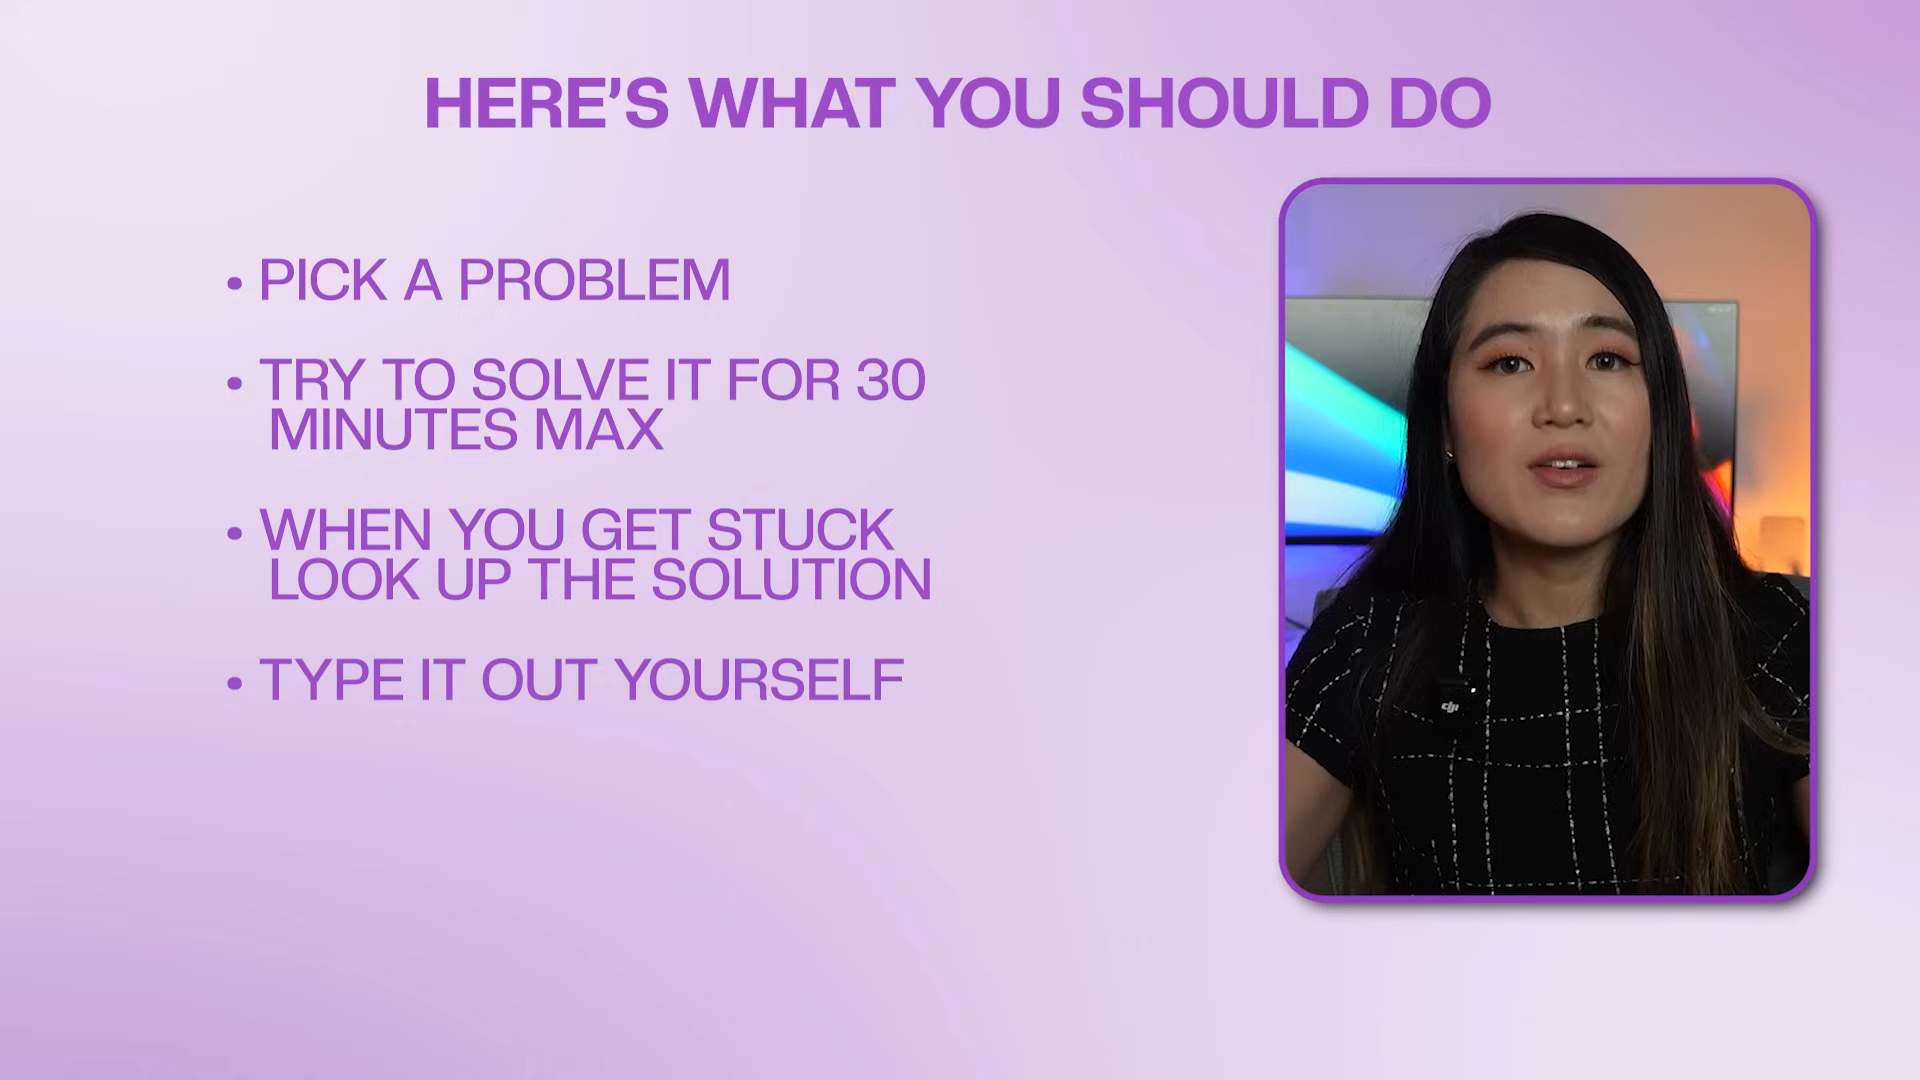 HERE’S WHAT YOU SHOULD DO
• PICK A PROBLEM
• TRY TO SOLVE IT FOR 30
MINUTES MAX
• WHEN YOU GET STUCK
LOOK UP THE SOLUTION
• TYPE IT OUT YOURSELF
dji